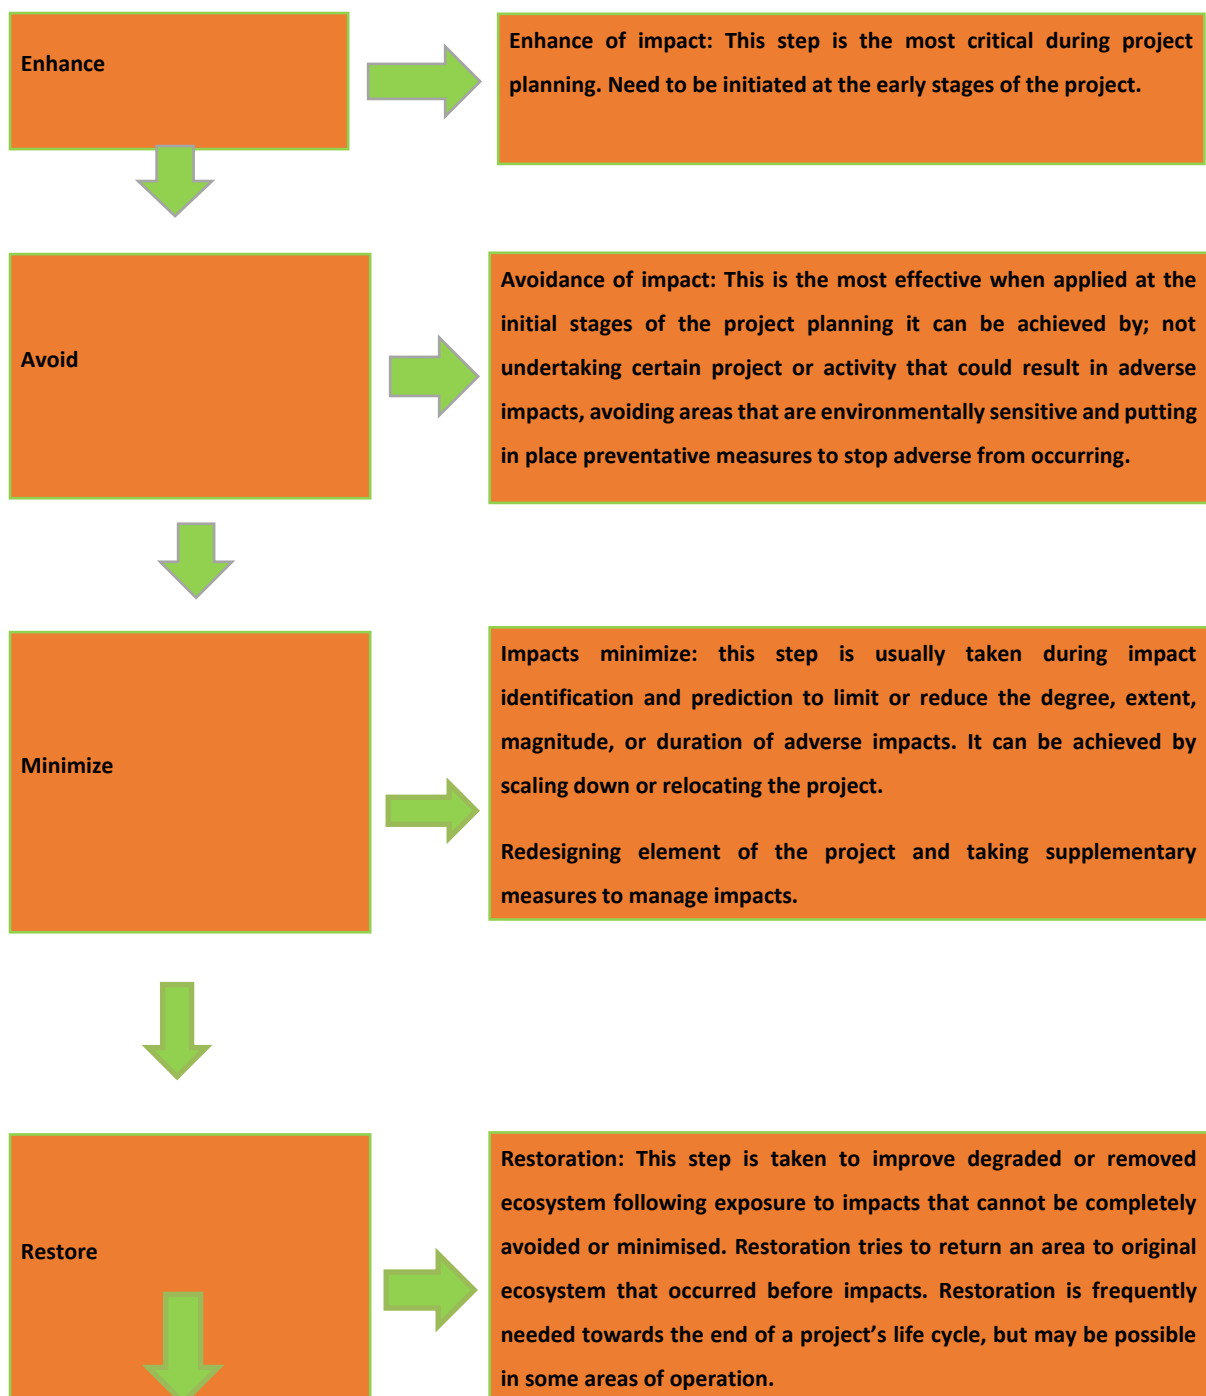 Enhance
Enhance of impact: This step is the most critical during project
planning. Need to be initiated at the early stages of the project.
Avoid
Avoidance of impact: This is the most effective when applied at the
initial stages of the project planning it can be achieved by; not
undertaking certain project or activity that could result in adverse
impacts, avoiding areas that are environmentally sensitive and putting
in place preventative measures to stop adverse from occurring.
Minimize
Impacts minimize: this step is usually taken during impact
identification and prediction to limit or reduce the degree, extent,
magnitude, or duration of adverse impacts. It can be achieved by
scaling down or relocating the project.
Redesigning element of the project and taking supplementary
measures to manage impacts.
Restore
Restoration: This step is taken to improve degraded or removed
ecosystem following exposure to impacts that cannot be completely
avoided or minimised. Restoration tries to return an area to original
ecosystem that occurred before impacts. Restoration is frequently
needed towards the end of a project’s life cycle, but may be possible
in some areas of operation.